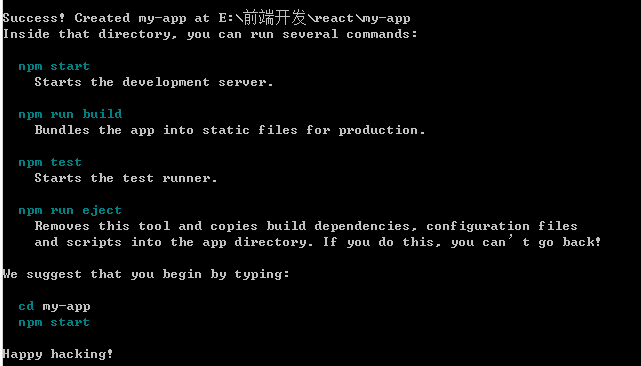 Success! Created my-app at E:\前端开发\react\my-app
Inside that directory, you can run several commands:
npm start
Starts the development server.
npm run build
Bundles the app into static files for production.
npm test
Starts the test runner.
npm run eject
Removes this tool and copies build dependencies, configuration files
and scripts into the app directory. If you do this, you can’t go back!
We suggest that you begin by typing:
cd my-app
npm start
Happy hacking!